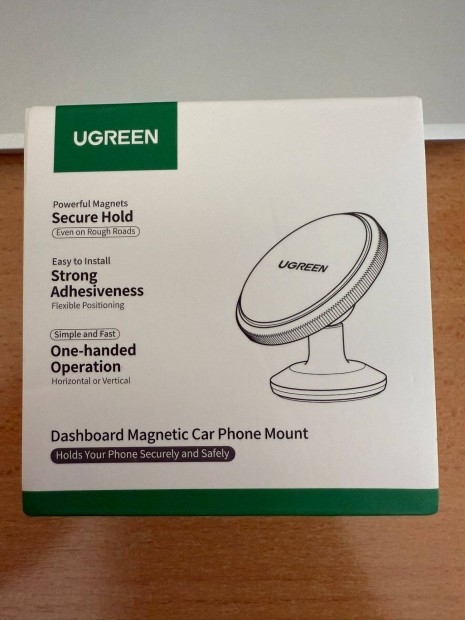 UGREEN
Powerful Magnets
Secure Hold
Even on Rough Roads
Easy to Install
Strong
Adhesiveness
Flexible Positioning
Simple and Fast
One-handed
Operation
Horizontal or Vertical
UGREEN
Dashboard Magnetic Car Phone Mount
Holds Your Phone Securely and Safely